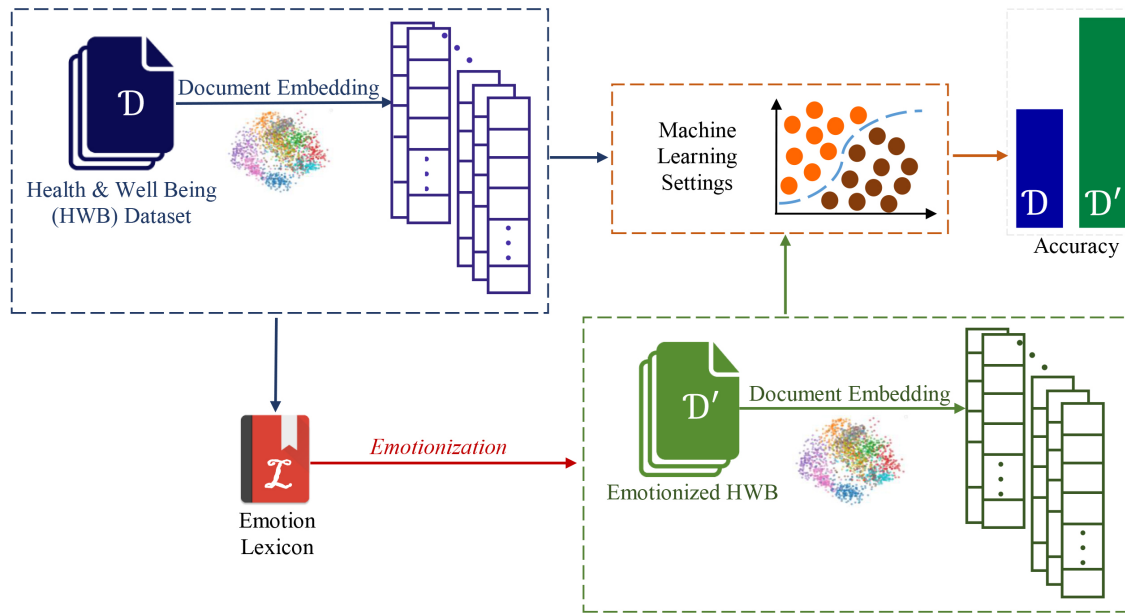 𝒟
Document Embedding
Health & Well Being
(HWB) Dataset
Machine
Learning
Settings
𝒟
𝒟′
Accuracy
ℒ
Emotionization
Emotion
Lexicon
𝒟′
Document Embedding
Emotionized HWB